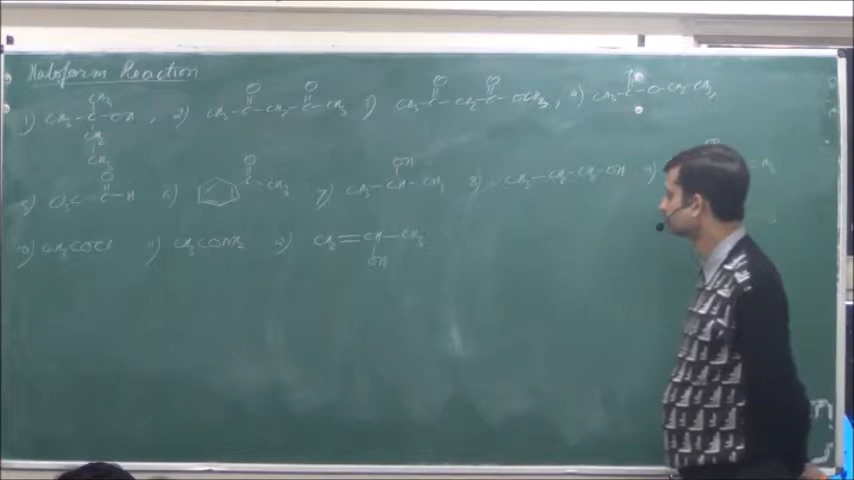 Haloform Reaction
1) CH3-C-OH, 2) CH3-C-CH2-C-CH3 3) CH3-C-CH2-C-OCH3, 4) CH3-C-O-CH2-CH3,
CH3 O O O O O
CH2
CH3
5) C-H 6) C-CH3 7) CH3-CH-CH3 8) CH3-CH2-CH2-OH 9)
O O OH
10) CH3COCl 11) CH3CONH2 12) CH2=CH-CH3
OH